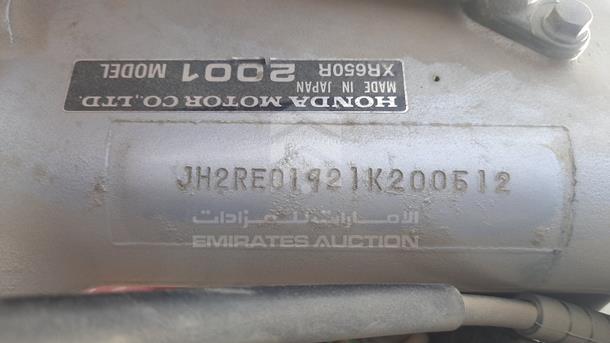 HONDA MOTOR CO., LTD.
MADE IN JAPAN
XR650R 2001 MODEL
JH2RE01921K200512
الإمارات للمزادات
EMIRATES AUCTION